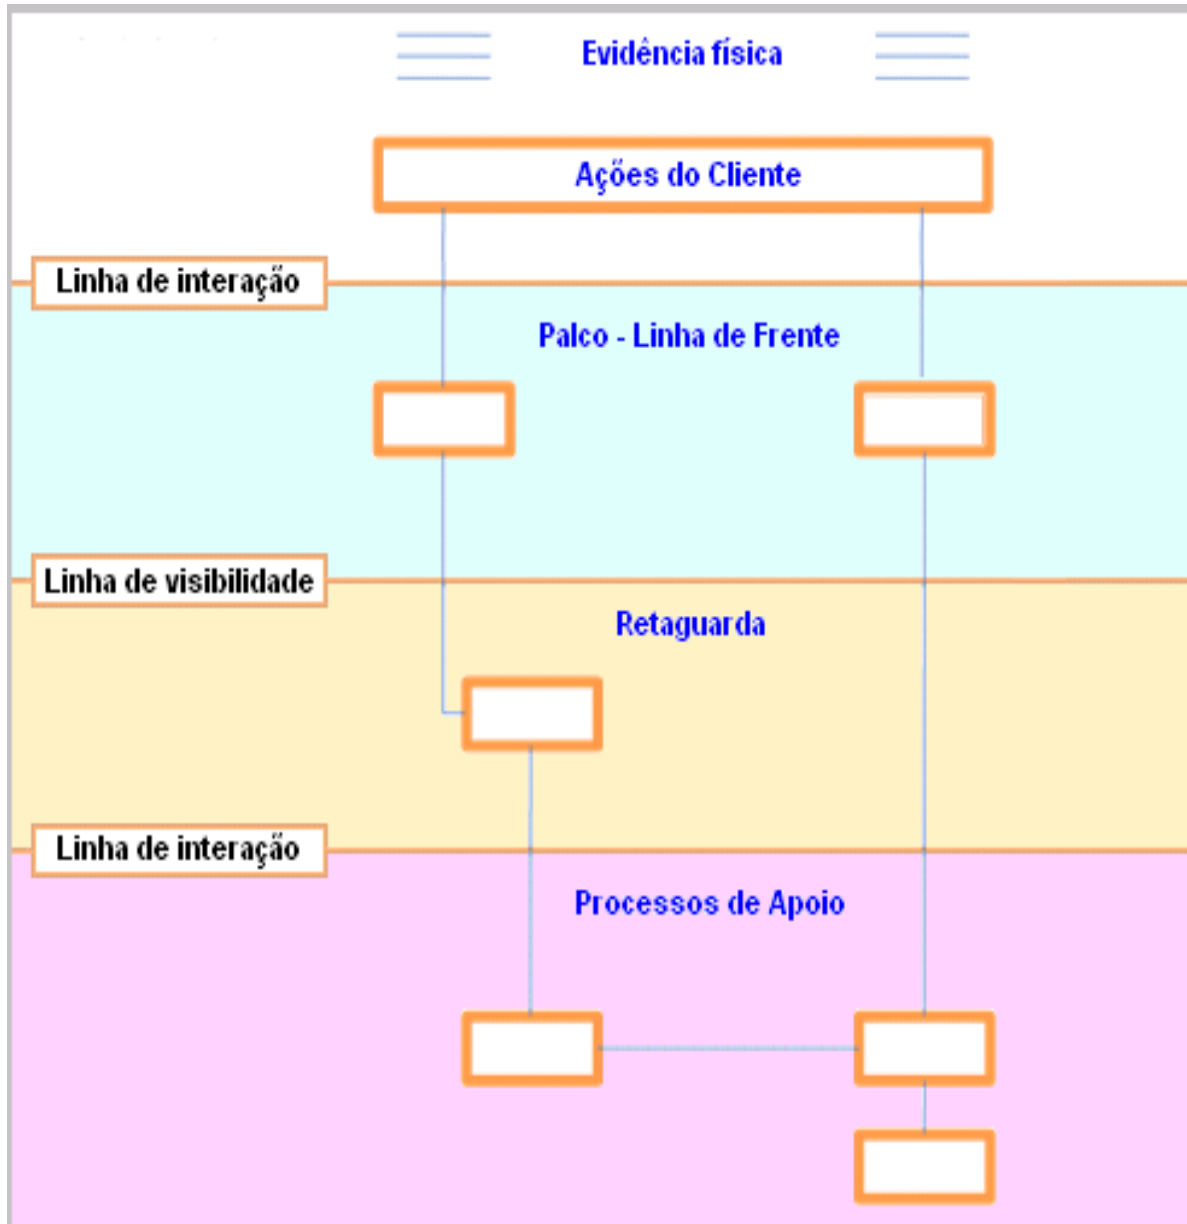 Evidência física
Ações do Cliente
Linha de interação
Palco - Linha de Frente
Linha de visibilidade
Retaguarda
Linha de interação
Processos de Apoio